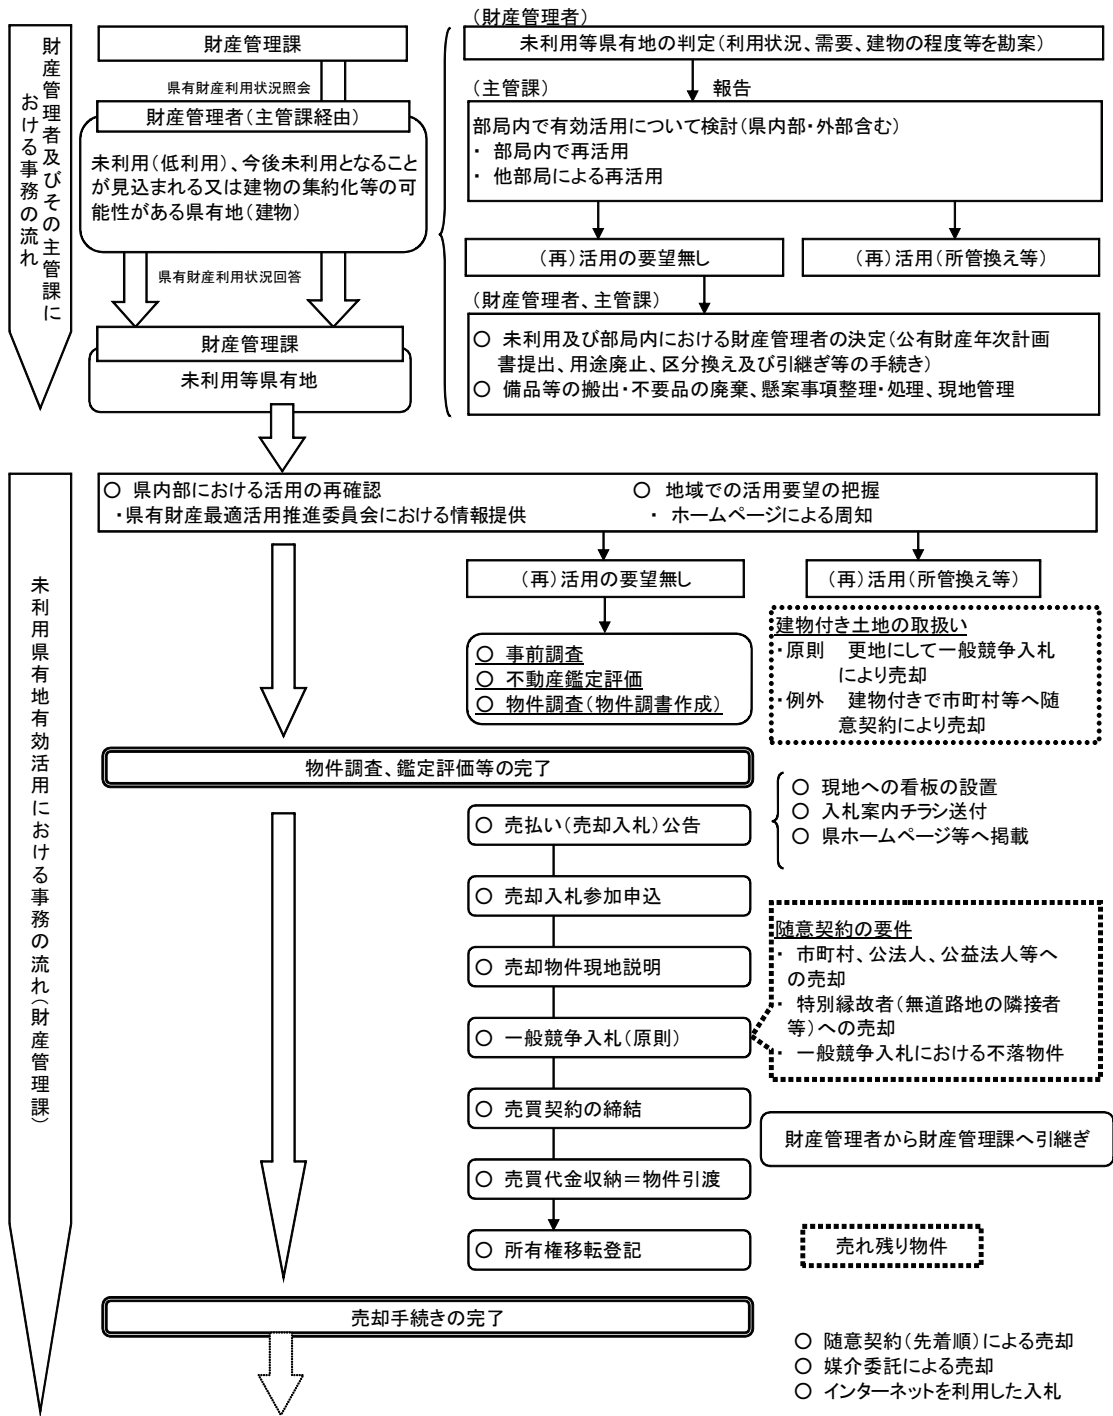 財産管理者及びその主管課に
おける事務の流れ
財産管理課
県有財産利用状況照会
財産管理者（主管課経由）
未利用（低利用）、今後未利用となること
が見込まれる又は建物の集約化等の可
能性がある県有地（建物）
県有財産利用状況回答
財産管理課
未利用等県有地
（財産管理者）
未利用等県有地の判定（利用状況、需要、建物の程度等を勘案）
（主管課）　報告
部局内で有効活用について検討（県内部・外部含む）
・ 部局内で再活用
・ 他部局による再活用
（再）活用の要望無し
（再）活用（所管換え等）
（財産管理者、主管課）
○ 未利用及び部局内における財産管理者の決定（公有財産年次計画
書提出、用途廃止、区分換え及び引継ぎ等の手続き）
○ 備品等の搬出・不要品の廃棄、懸案事項整理・処理、現地管理
未利用県有地有効活用における事務の流れ（財産管理課）
○ 県内部における活用の再確認
・県有財産最適活用推進委員会における情報提供
○ 地域での活用要望の把握
・ ホームページによる周知
（再）活用の要望無し
（再）活用（所管換え等）
○ 事前調査
○ 不動産鑑定評価
○ 物件調査（物件調書作成）
建物付き土地の取扱い
・原則　更地にして一般競争入札
により売却
・例外　建物付きで市町村等へ随
意契約により売却
物件調査、鑑定評価等の完了
○ 売払い（売却入札）公告
○ 現地への看板の設置
○ 入札案内チラシ送付
○ 県ホームページ等へ掲載
○ 売却入札参加申込
○ 売却物件現地説明
○ 一般競争入札（原則）
随意契約の要件
・ 市町村、公法人、公益法人等へ
の売却
・ 特別縁故者（無道路地の隣接者
等）への売却
・ 一般競争入札における不落物件
○ 売買契約の締結
財産管理者から財産管理課へ引継ぎ
○ 売買代金収納＝物件引渡
○ 所有権移転登記
売れ残り物件
売却手続きの完了
○ 随意契約（先着順）による売却
○ 媒介委託による売却
○ インターネットを利用した入札